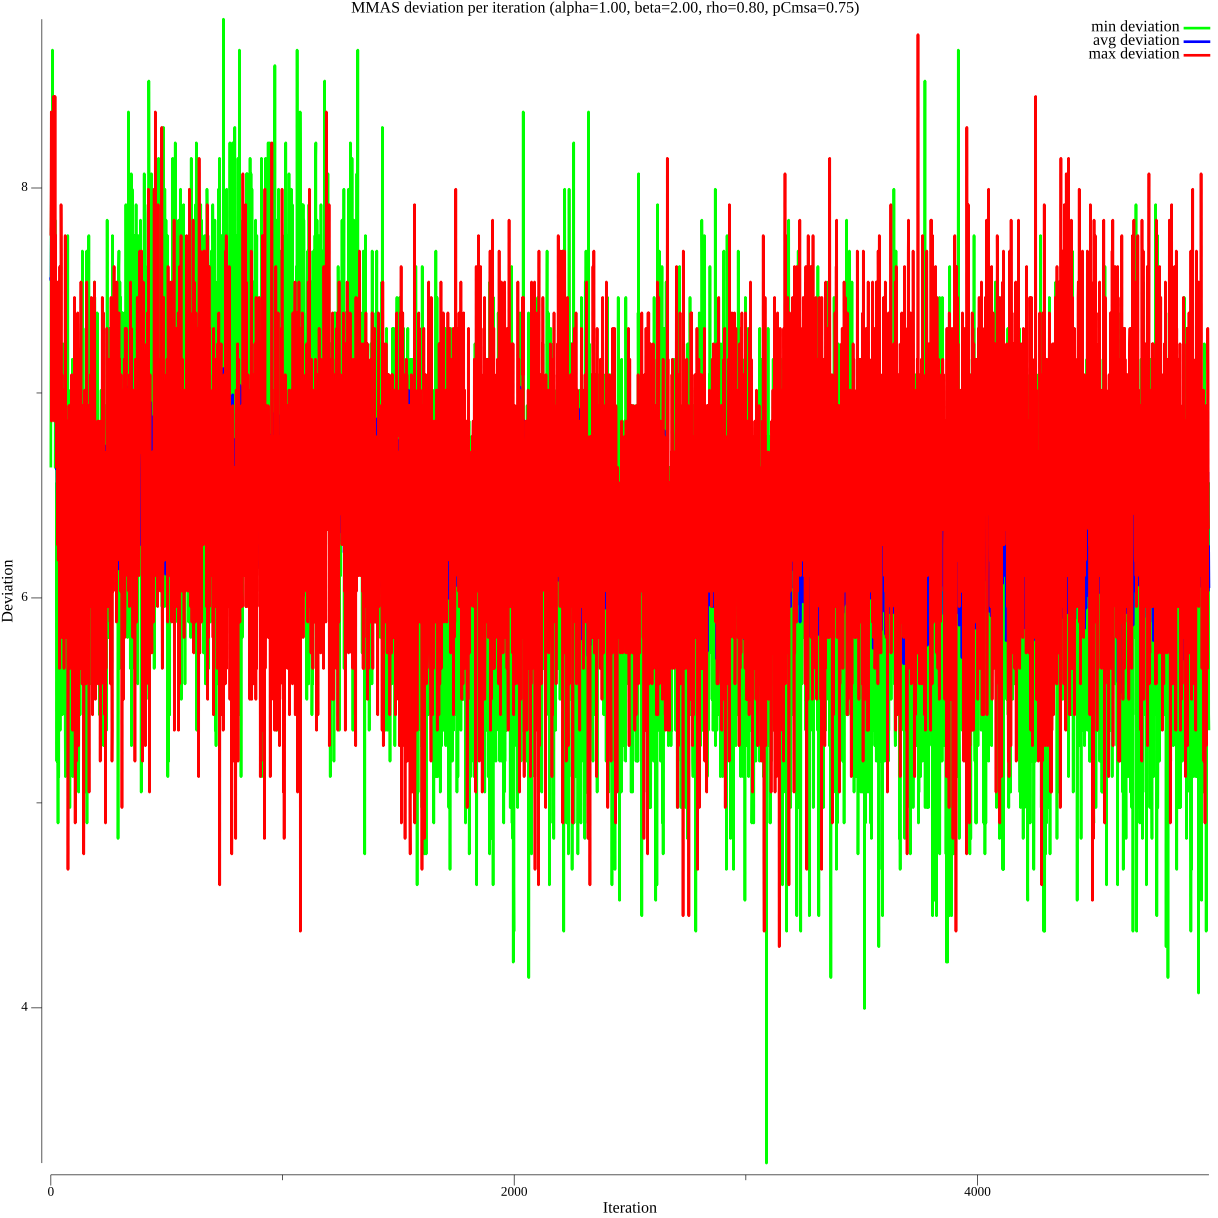 MMAS deviation per iteration (alpha=1.00, beta=2.00, rho=0.80, pCmsa=0.75)
min deviation
avg deviation
max deviation
8
6
4
Deviation
0
2000
4000
Iteration